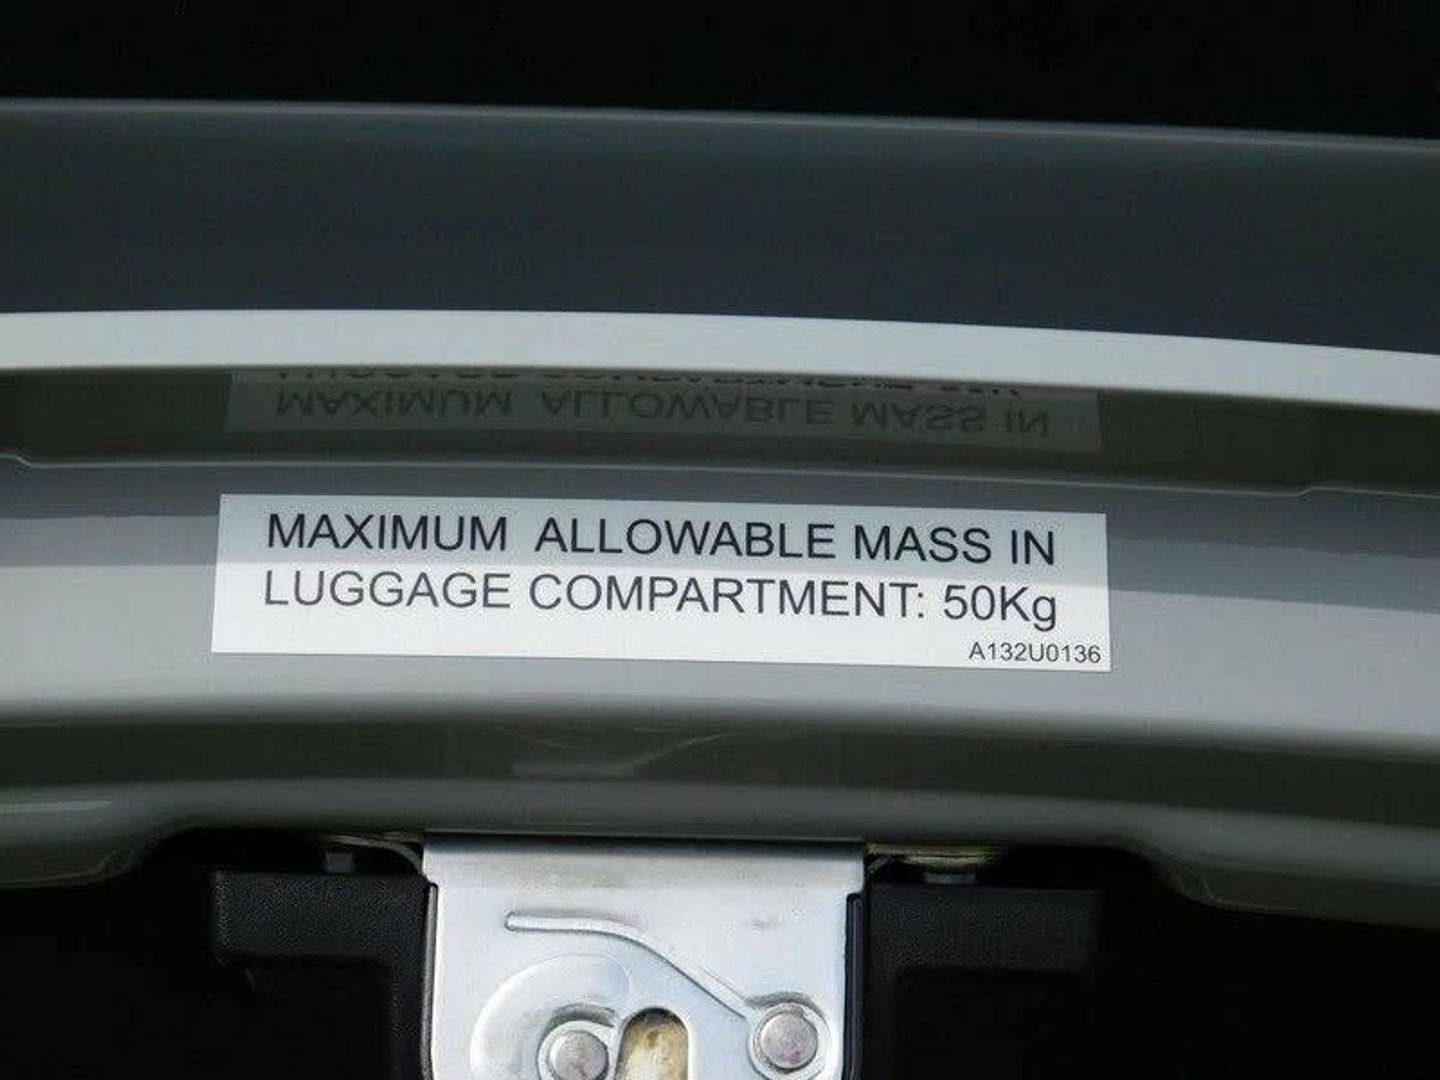 MAXIMUM ALLOWABLE MASS IN
LUGGAGE COMPARTMENT: 50Kg
A132U0136